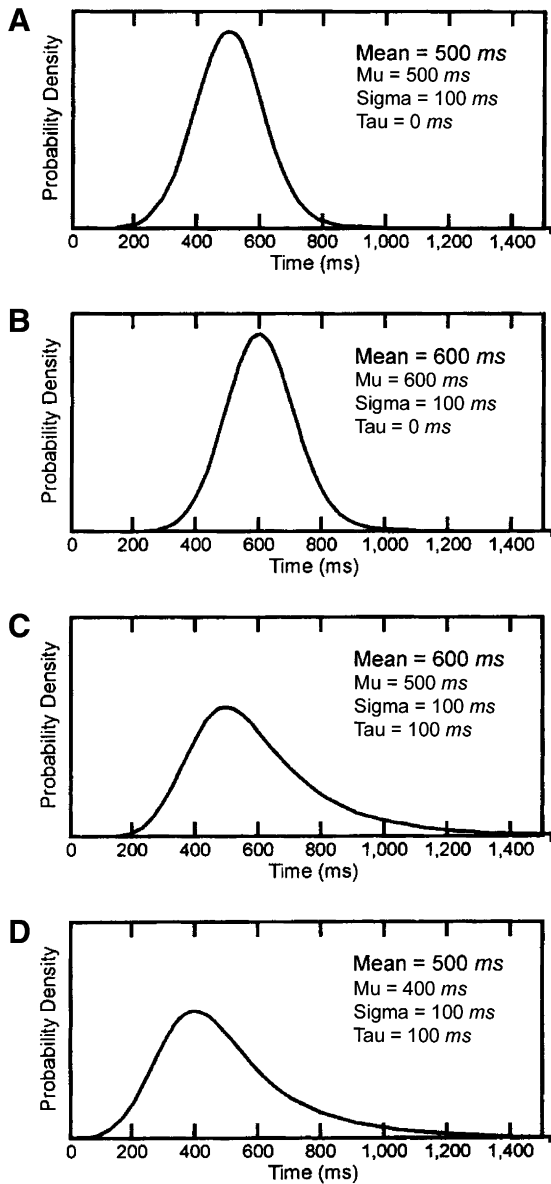 A
Probability Density
Mean = 500 ms
Mu = 500 ms
Sigma = 100 ms
Tau = 0 ms
0 200 400 600 800 1,000 1,200 1,400
Time (ms)
B
Probability Density
Mean = 600 ms
Mu = 600 ms
Sigma = 100 ms
Tau = 0 ms
0 200 400 600 800 1,000 1,200 1,400
Time (ms)
C
Probability Density
Mean = 600 ms
Mu = 500 ms
Sigma = 100 ms
Tau = 100 ms
0 200 400 600 800 1,000 1,200 1,400
Time (ms)
D
Probability Density
Mean = 500 ms
Mu = 400 ms
Sigma = 100 ms
Tau = 100 ms
0 200 400 600 800 1,000 1,200 1,400
Time (ms)